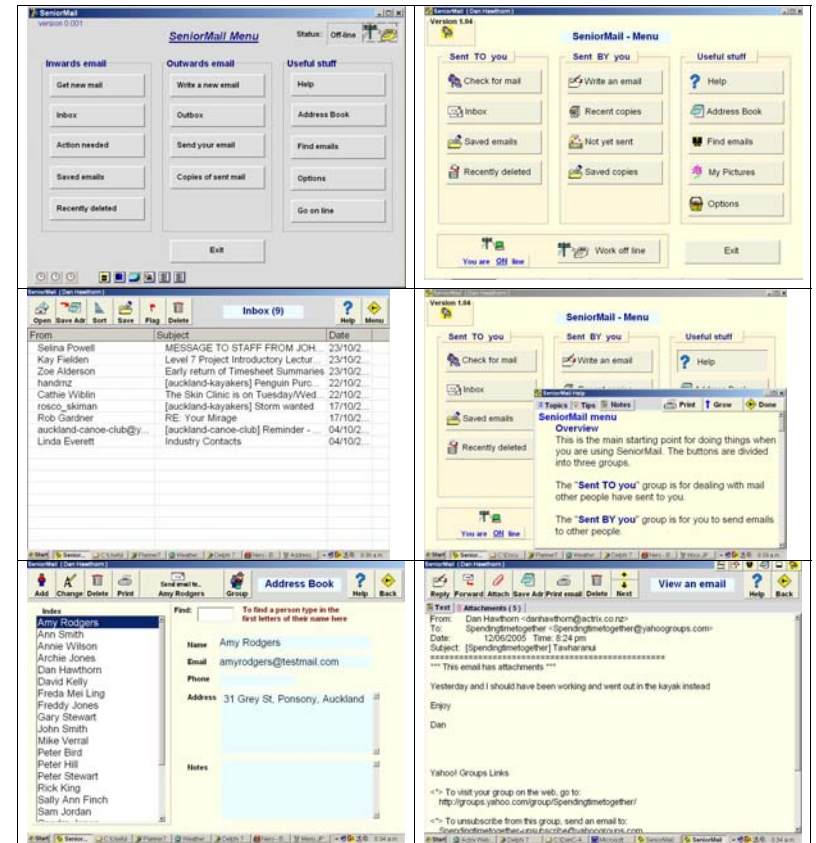 SeniorMail
version 0.001
SeniorMail Menu
Status: Off-line
Inwards email
Outwards email
Useful stuff
Get new mail
Write a new email
Help
Inbox
Outbox
Address Book
Action needed
Send your email
Find emails
Saved emails
Copies of sent mail
Options
Recently deleted
Go on line
Exit
SeniorMail ( Dan Hawthorn )
Version 1.04
SeniorMail - Menu
Sent TO you
Sent BY you
Useful stuff
Check for mail
Write an email
Help
Inbox
Recent copies
Address Book
Saved emails
Not yet sent
Find emails
Recently deleted
Saved copies
My Pictures
Options
You are Off line
Work off line
Exit
SeniorMail ( Dan Hawthorn )
Open Save Adr Sort Save Flag Delete
Inbox (9)
Help Menu
From Subject Date
Selina Powell MESSAGE TO STAFF FROM JOH... 23/10/2...
Kay Fielden Level 7 Project Introductory Lectur... 23/10/2...
Zoe Alderson Early return of Timesheet Summaries 23/10/2...
handrnz [auckland-kayakers] Penguin Purc... 22/10/2...
Cathie Wiblin The Skin Clinic is on Tuesday/Wed... 22/10/2...
rosco_skiman [auckland-kayakers] Storm wanted 17/10/2...
Rob Gardner RE: Your Mirage 17/10/2...
auckland-canoe-club@y... [auckland-canoe-club] Reminder - ... 04/10/2...
Linda Everett Industry Contacts 04/10/2...
SeniorMail ( Dan Hawthorn )
Version 1.04
SeniorMail - Menu
Sent TO you
Sent BY you
Useful stuff
Check for mail
Write an email
Help
Inbox
Saved emails
Recently deleted
You are Off line
SeniorMail Help
Topics Tips Notes Print Grow Done
SeniorMail menu
Overview
This is the main starting point for doing things when
you are using SeniorMail. The buttons are divided
into three groups.
The "Sent TO you" group is for dealing with mail
other people have sent to you.
The "Sent BY you" group is for you to send emails
to other people.
SeniorMail ( Dan Hawthorn )
Add Change Delete Print
Send email to..
Amy Rodgers
Group
Address Book
Help Back
Index
Amy Rodgers
Ann Smith
Annie Wilson
Archie Jones
Dan Hawthorn
David Kelly
Freda Mei Ling
Freddy Jones
Gary Stewart
John Smith
Mike Verral
Peter Bird
Peter Hill
Peter Stewart
Rick King
Sally Ann Finch
Sam Jordan
Find:
To find a person type in the
first letters of their name here
Name Amy Rodgers
Email amyrodgers@testmail.com
Phone
Address 31 Grey St, Ponsony, Auckland
Notes
SeniorMail ( Dan Hawthorn )
Reply Forward Attach Save Adr Print email Delete Next
View an email
Help Back
Text Attachments ( 5 )
From: Dan Hawthorn <danhawthorn@actrix.co.nz>
To: Spendingtimetogether <Spendingtimetogether@yahoogroups.com>
Date: 12/06/2005 Time: 8:24 pm
Subject: [Spendingtimetogether] Tawharanui
*** This email has attachments ***
Yesterday and I should have been working and went out in the kayak instead
Enjoy
Dan
Yahoo! Groups Links
<*> To visit your group on the web, go to:
http://groups.yahoo.com/group/Spendingtimetogether/
<*> To unsubscribe from this group, send an email to:
Spendingtimetogether-unsubscribe@yahoogroups.com